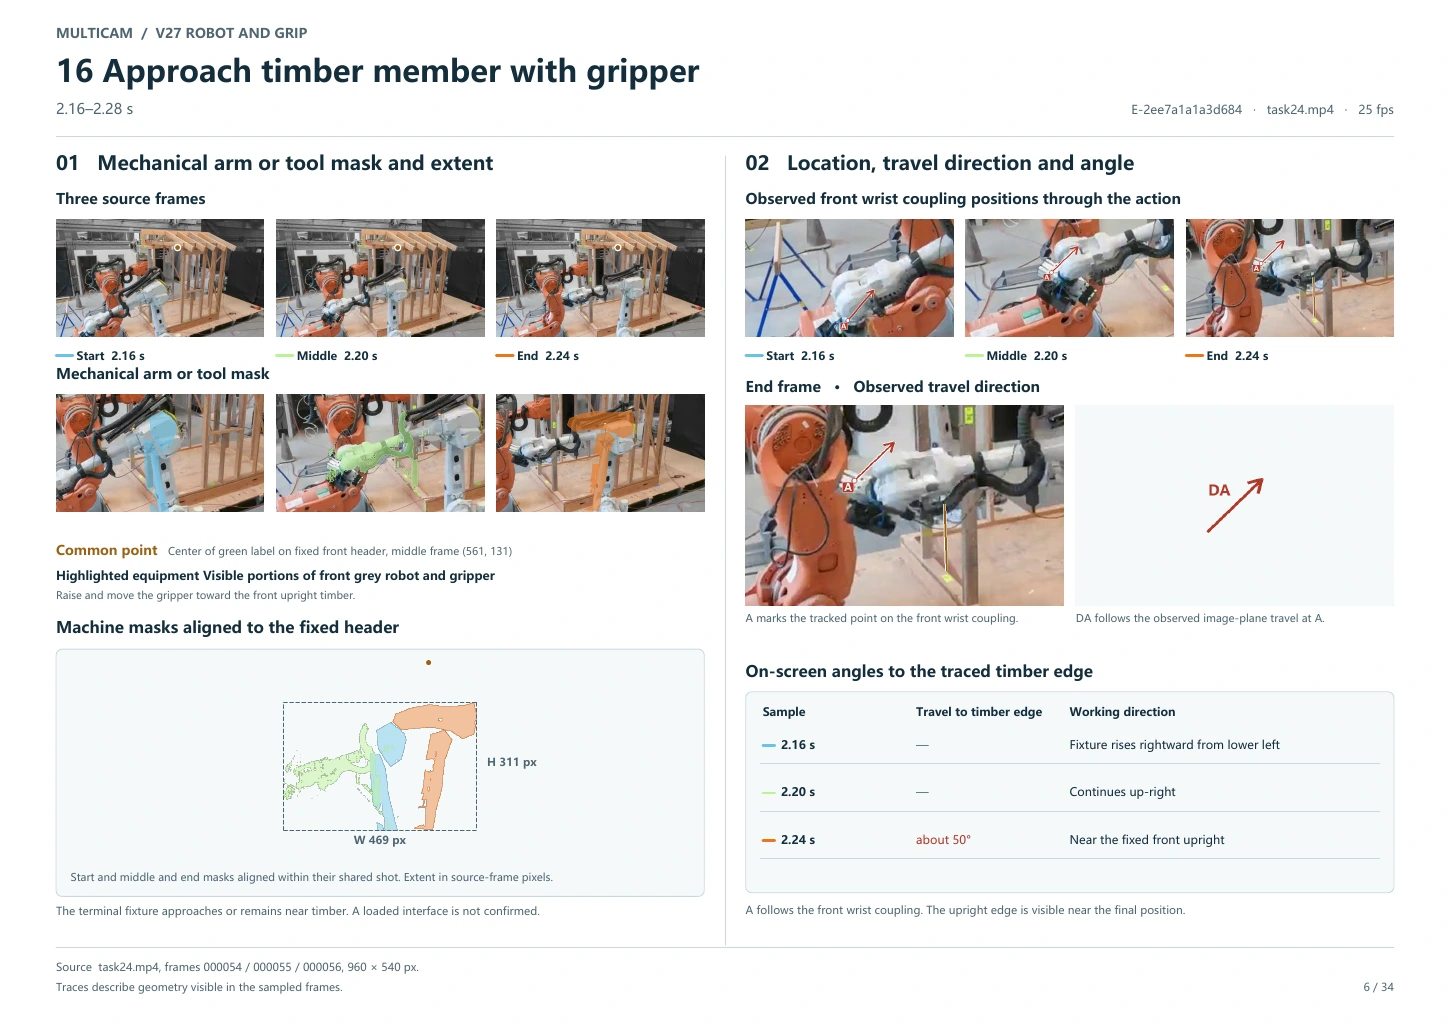 MULTICAM / V27 ROBOT AND GRIP
16 Approach timber member with gripper
2.16–2.28 s
E-2ee7a1a1a3d684 · task24.mp4 · 25 fps
01 Mechanical arm or tool mask and extent
Three source frames
Start 2.16 s
Middle 2.20 s
End 2.24 s
Mechanical arm or tool mask
Common point Center of green label on fixed front header, middle frame (561, 131)
Highlighted equipment Visible portions of front grey robot and gripper
Raise and move the gripper toward the front upright timber.
Machine masks aligned to the fixed header
H 311 px
W 469 px
Start and middle and end masks aligned within their shared shot. Extent in source-frame pixels.
The terminal fixture approaches or remains near timber. A loaded interface is not confirmed.
02 Location, travel direction and angle
Observed front wrist coupling positions through the action
A
A
A
Start 2.16 s
Middle 2.20 s
End 2.24 s
End frame • Observed travel direction
A
DA
A marks the tracked point on the front wrist coupling.
DA follows the observed image-plane travel at A.
On-screen angles to the traced timber edge
Sample Travel to timber edge Working direction
2.16 s — Fixture rises rightward from lower left
2.20 s — Continues up-right
2.24 s about 50° Near the fixed front upright
A follows the front wrist coupling. The upright edge is visible near the final position.
Source task24.mp4, frames 000054 / 000055 / 000056, 960 × 540 px.
Traces describe geometry visible in the sampled frames.
6 / 34